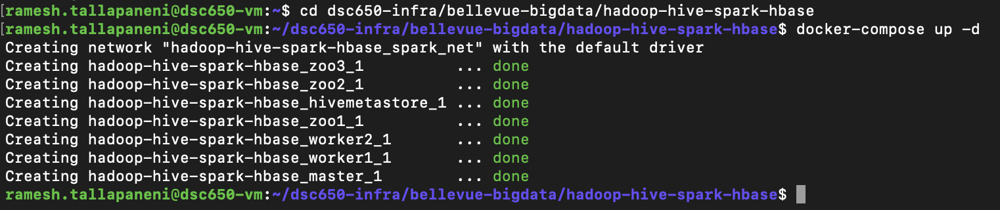 [ramesh.tallapaneni@dsc650-vm:~$ cd dsc650-infra/bellevue-bigdata/hadoop-hive-spark-hbase
[ramesh.tallapaneni@dsc650-vm:~/dsc650-infra/bellevue-bigdata/hadoop-hive-spark-hbase$ docker-compose up -d
Creating network "hadoop-hive-spark-hbase_spark_net" with the default driver
Creating hadoop-hive-spark-hbase_zoo3_1          ... done
Creating hadoop-hive-spark-hbase_zoo2_1          ... done
Creating hadoop-hive-spark-hbase_hivemetastore_1 ... done
Creating hadoop-hive-spark-hbase_zoo1_1          ... done
Creating hadoop-hive-spark-hbase_worker2_1       ... done
Creating hadoop-hive-spark-hbase_worker1_1       ... done
Creating hadoop-hive-spark-hbase_master_1        ... done
ramesh.tallapaneni@dsc650-vm:~/dsc650-infra/bellevue-bigdata/hadoop-hive-spark-hbase$